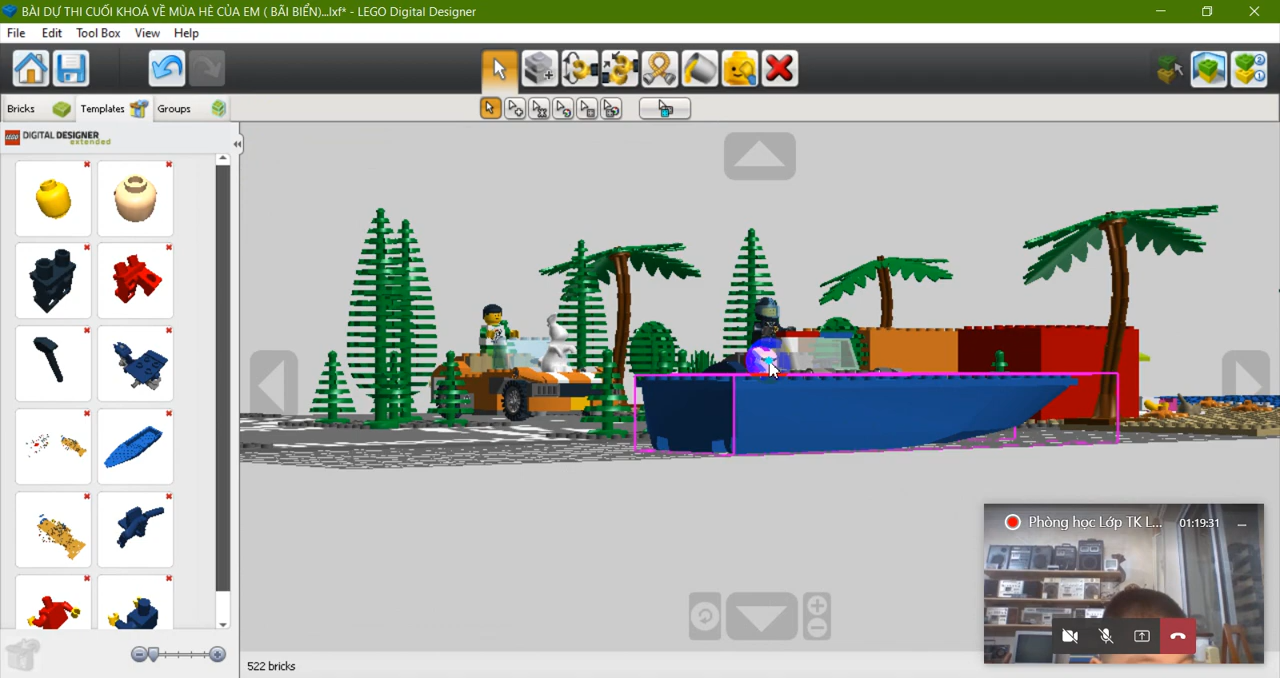 BÀI DỰ THI CUỐI KHOÁ VỀ MÙA HÈ CỦA EM ( BÃI BIỂN)...lxf* - LEGO Digital Designer
File Edit Tool Box View Help
Bricks Templates Groups
LEGO DIGITAL DESIGNER
extended
Phòng học Lớp TK L... 01:19:31
522 bricks